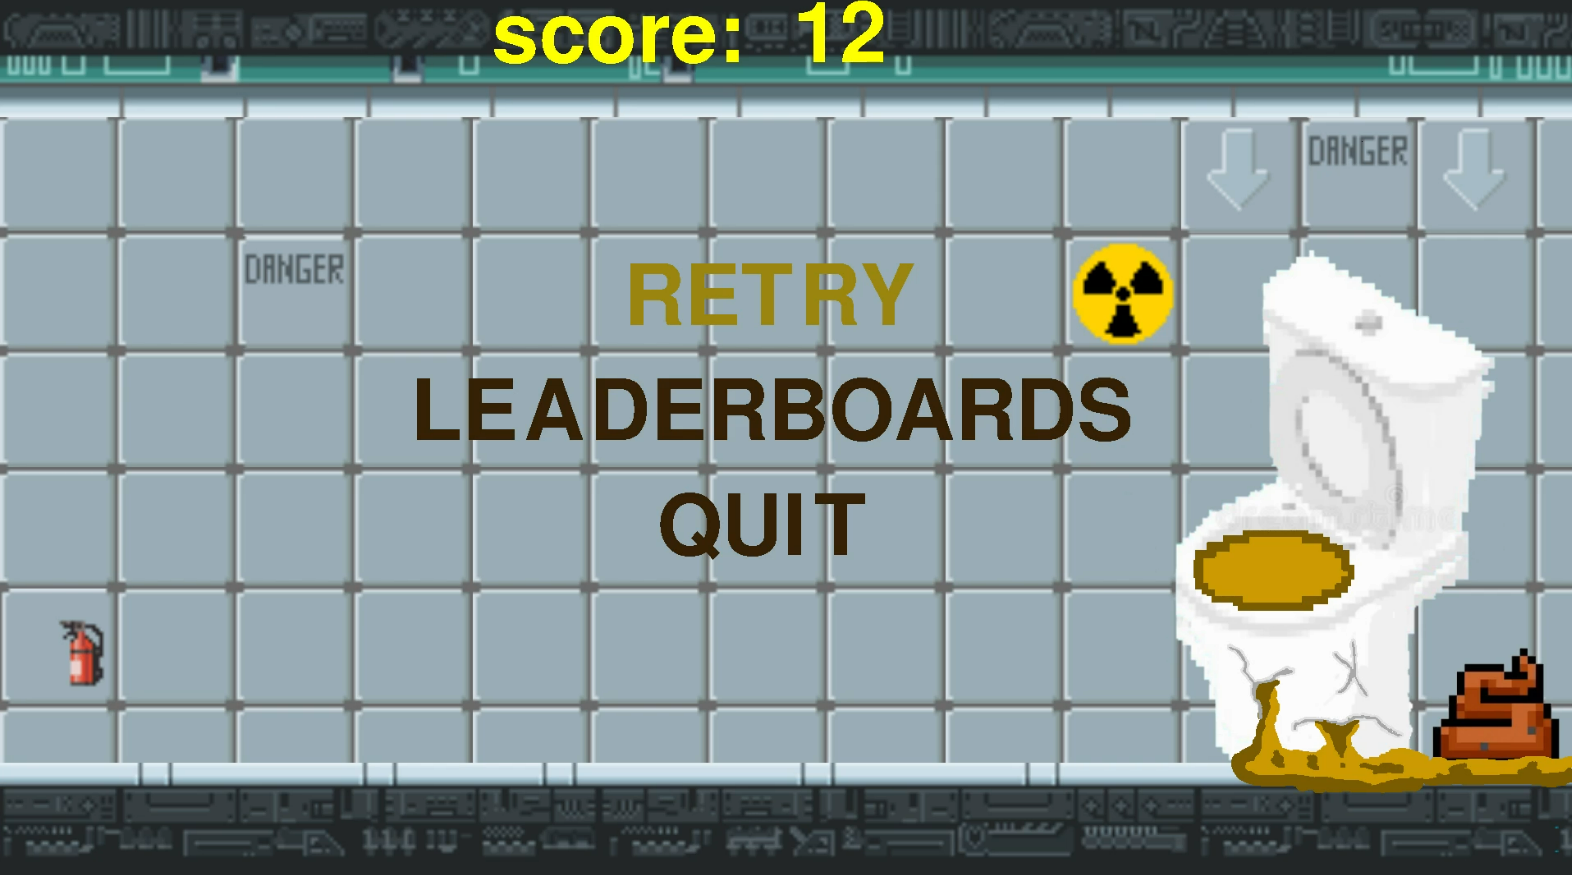 score: 12
DANGER
DANGER
RETRY
LEADERBOARDS
QUIT